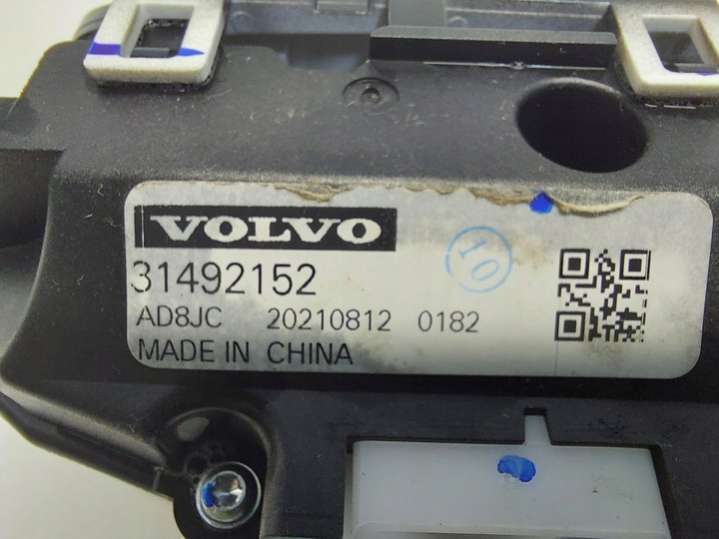 VOLVO
31492152
10
AD8JC 20210812 0182
MADE IN CHINA